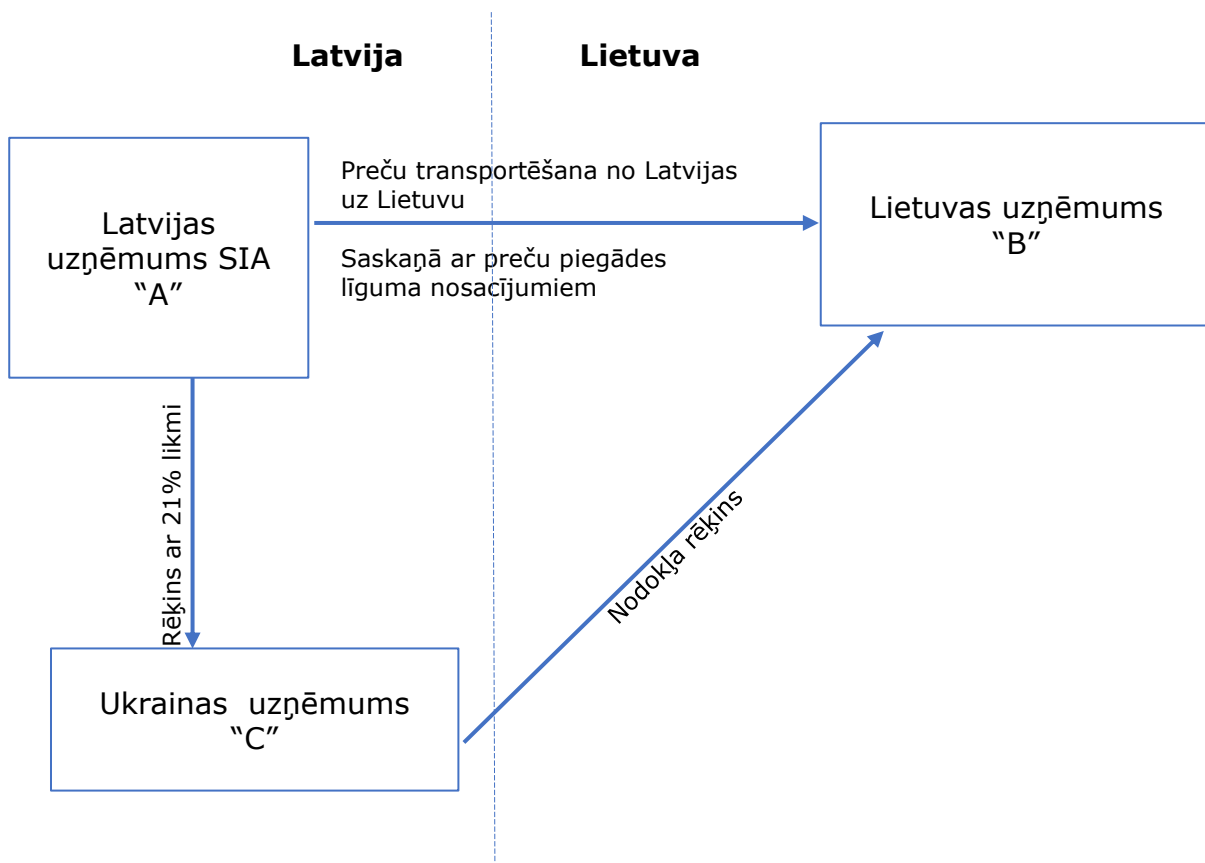 Latvija
Lietuva
Latvijas
uzņēmums SIA
“A”
Preču transportēšana no Latvijas
uz Lietuvu
Saskaņā ar preču piegādes
līguma nosacījumiem
Lietuvas uzņēmums
“B”
Rēķins ar 21% likmi
Nodokļa rēķins
Ukrainas uzņēmums
“C”